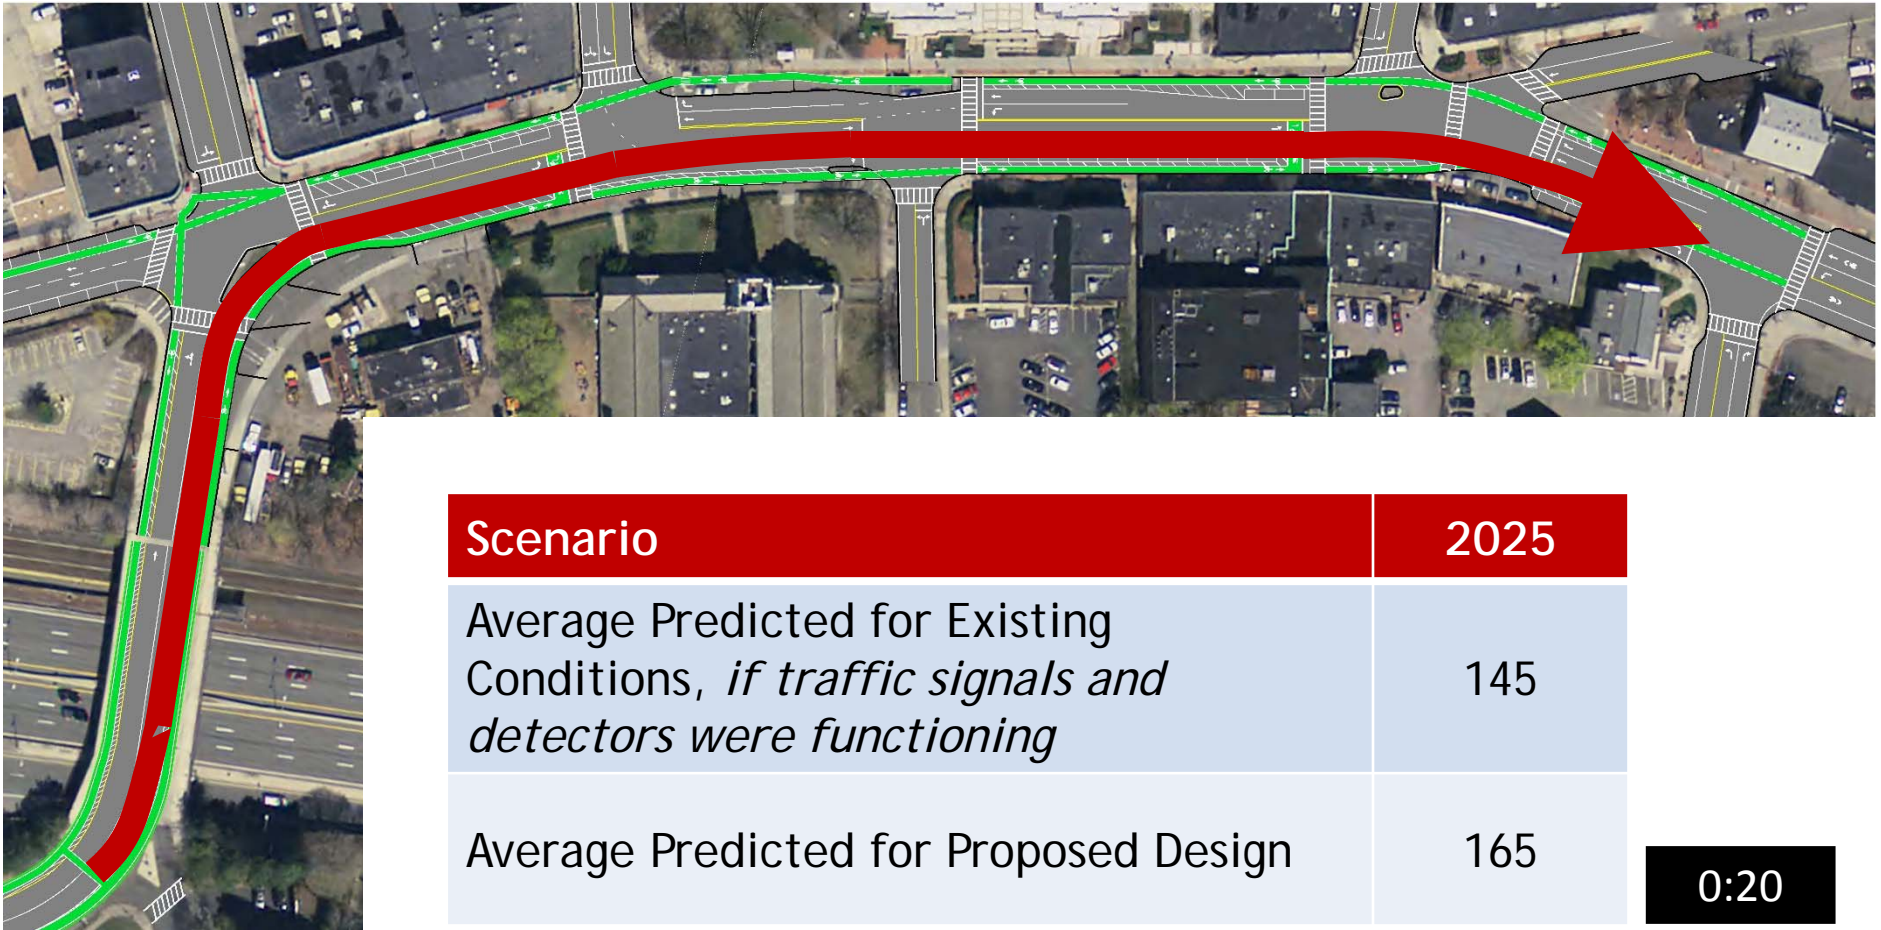 Scenario
2025
Average Predicted for Existing
Conditions, if traffic signals and
detectors were functioning
145
Average Predicted for Proposed Design
165
0:20